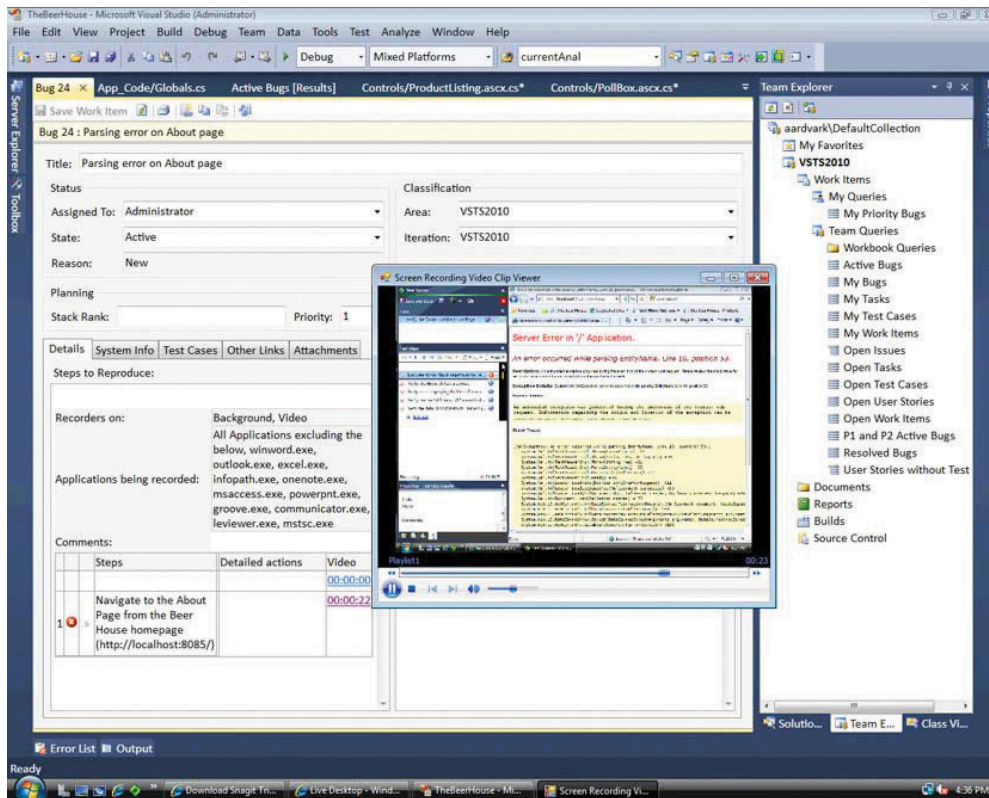 TheBeerHouse - Microsoft Visual Studio (Administrator)
File Edit View Project Build Debug Team Data Tools Test Analyze Window Help
Debug Mixed Platforms currentAnal
Server Explorer
Toolbox
Bug 24 App_Code/Globals.cs Active Bugs [Results] Controls/ProductListing.ascx.cs* Controls/PollBox.ascx.cs*
Save Work Item
Bug 24 : Parsing error on About page
Title: Parsing error on About page
Status
Assigned To: Administrator
State: Active
Reason: New
Classification
Area: VSTS2010
Iteration: VSTS2010
Planning
Stack Rank: Priority: 1
Details System Info Test Cases Other Links Attachments
Steps to Reproduce:
Recorders on: Background, Video
Applications being recorded: All Applications excluding the
below, winword.exe,
outlook.exe, excel.exe,
infopath.exe, onenote.exe,
msaccess.exe, powerpnt.exe,
groove.exe, communicator.exe,
leviewer.exe, mstsc.exe
Comments:
Steps Detailed actions Video
00:00:00
1 Navigate to the About
Page from the Beer
House homepage
(http://localhost:8085/)
00:00:22
Screen Recording Video Clip Viewer
Server Error in '/' Application.
An error occurred while parsing EntityName. Line 10, position 53.
Playlist1 00:23
Team Explorer
aardvark\DefaultCollection
My Favorites
VSTS2010
Work Items
My Queries
My Priority Bugs
Team Queries
Workbook Queries
Active Bugs
My Bugs
My Tasks
My Test Cases
My Work Items
Open Issues
Open Tasks
Open Test Cases
Open User Stories
Open Work Items
P1 and P2 Active Bugs
Resolved Bugs
User Stories without Test
Documents
Reports
Builds
Source Control
Solutio... Team E... Class Vi...
Error List Output
Ready
Download Snagit Tri... Live Desktop - Wind... TheBeerHouse - Mi... Screen Recording Vi... 4:36 PM